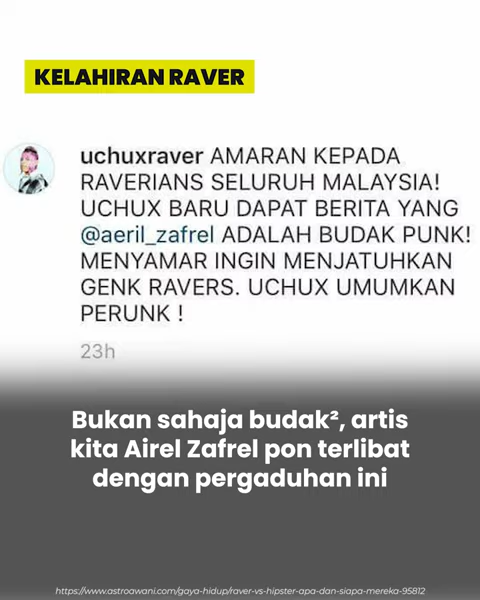 KELAHIRAN RAVER
uchuxraver AMARAN KEPADA
RAVERIANS SELURUH MALAYSIA!
UCHUX BARU DAPAT BERITA YANG
@aeril_zafrel ADALAH BUDAK PUNK!
MENYAMAR INGIN MENJATUHKAN
GENK RAVERS. UCHUX UMUMKAN
PERUNK !
23h
Bukan sahaja budak², artis
kita Airel Zafrel pon terlibat
dengan pergaduhan ini
https://www.astroawani.com/gaya-hidup/raver-vs-hipster-apa-dan-siapa-mereka-95812